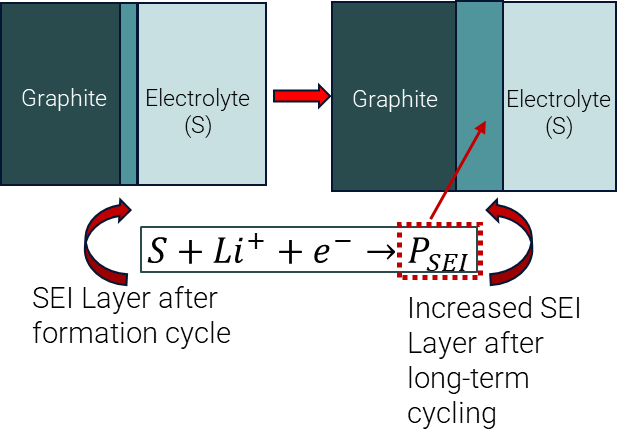 Graphite
Electrolyte
(S)
Graphite
Electrolyte
(S)
S + Li⁺ + e⁻ → P_SEI
SEI Layer after
formation cycle
Increased SEI
Layer after
long-term
cycling